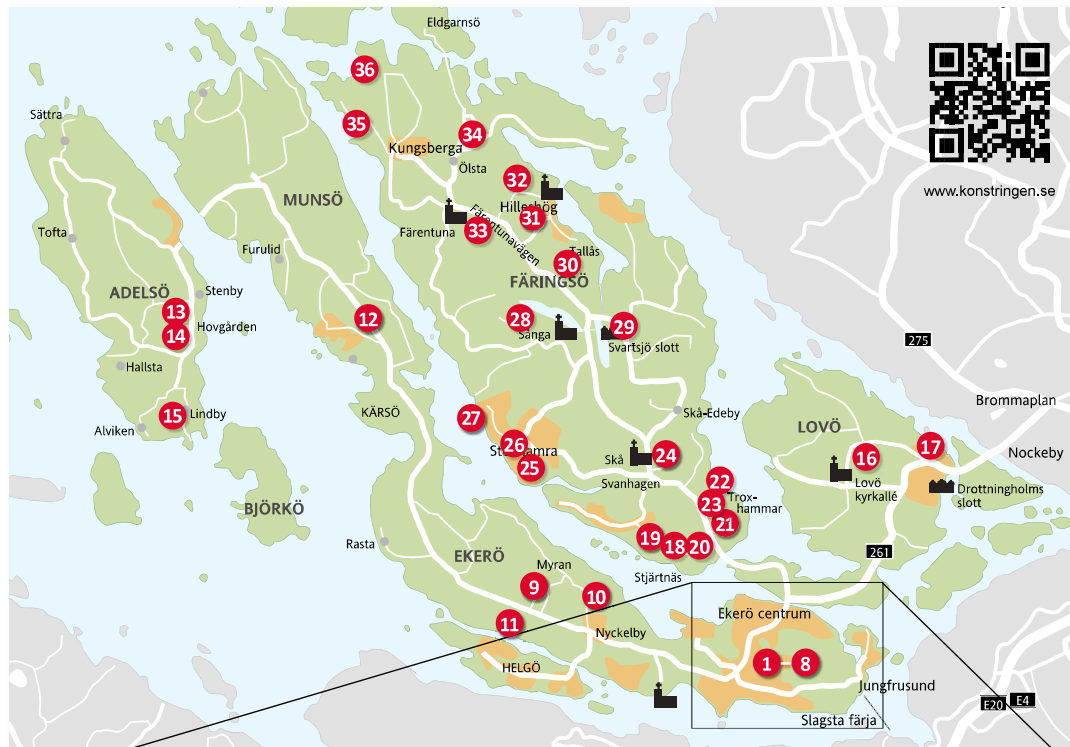 Eldgarnsö
36
Sättra
35
34
Kungsberga
Ölsta
www.konstringen.se
32
MUNSÖ
Hilleshög
31
Tofta
Färentuna
33
Färentunavägen
Furulid
Tallås
30
FÄRINGSÖ
ADELSÖ
Stenby
13
12
28
29
Hovgården
14
Sånga
Svartsjö slott
275
Hallsta
Brommaplan
KÄRSÖ
Skå-Edeby
15
Lindby
27
LOVÖ
Alviken
26
17
Nockeby
24
16
Skå
25
Lovö
kyrkallé
Svanhagen
22
Drottningholms
slott
23
Trox-
hammar
BJÖRKÖ
21
Rasta
19
18
20
261
EKERÖ
Myran
Stjärtnäs
9
10
Ekerö centrum
11
Nyckelby
HELGÖ
1
8
Jungfrusund
E20
E4
Slagsta färja